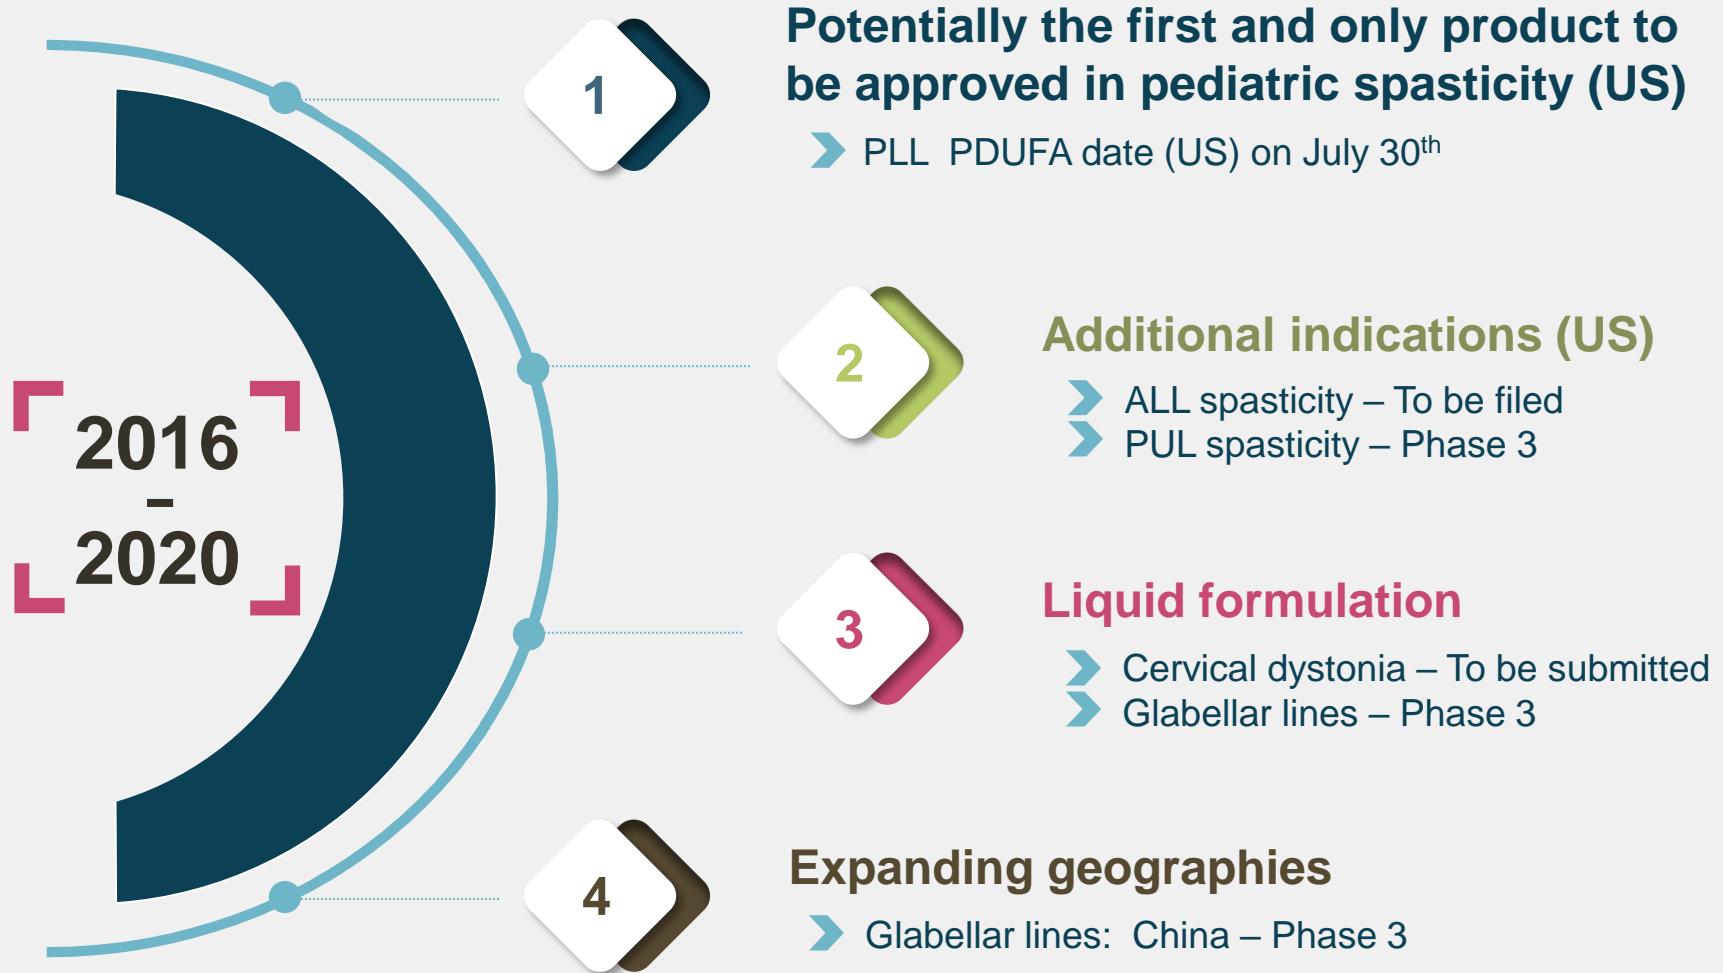 2016
–
2020
1
Potentially the first and only product to
be approved in pediatric spasticity (US)
PLL PDUFA date (US) on July 30th
2
Additional indications (US)
ALL spasticity – To be filed
PUL spasticity – Phase 3
3
Liquid formulation
Cervical dystonia – To be submitted
Glabellar lines – Phase 3
4
Expanding geographies
Glabellar lines: China – Phase 3